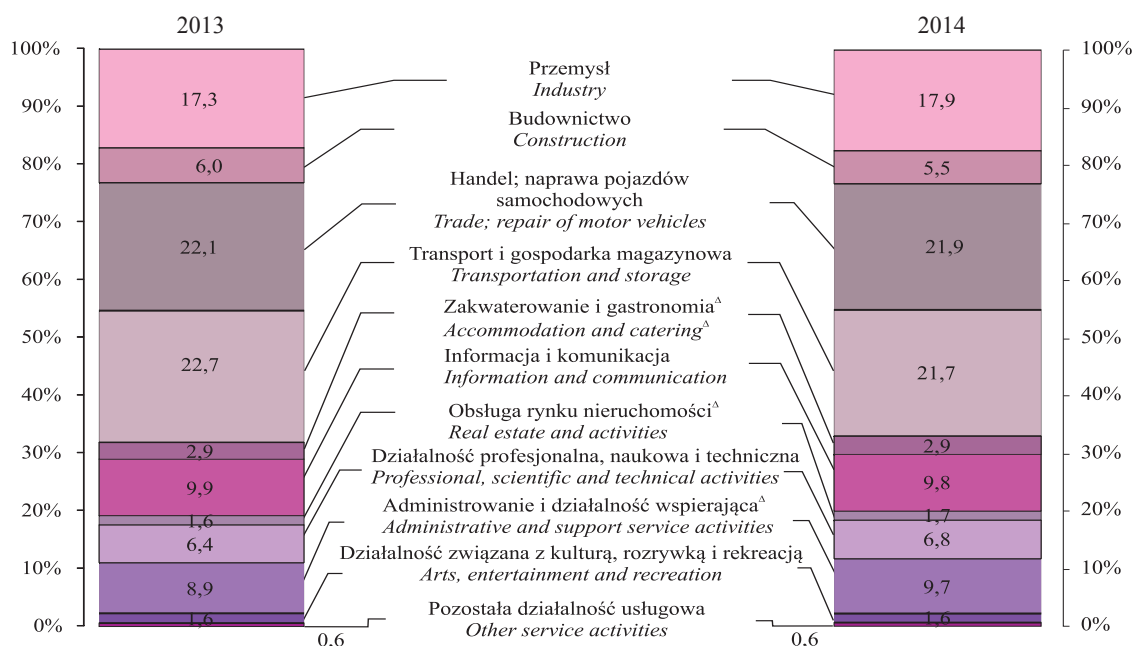 2013
2014
100%
90%
80%
70%
60%
50%
40%
30%
20%
10%
0%
17,3
6,0
22,1
22,7
2,9
9,9
1,6
6,4
8,9
1,6
0,6
Przemysł
Industry
Budownictwo
Construction
Handel; naprawa pojazdów
samochodowych
Trade; repair of motor vehicles
Transport i gospodarka magazynowa
Transportation and storage
Zakwaterowanie i gastronomia^Δ
Accommodation and catering^Δ
Informacja i komunikacja
Information and communication
Obsługa rynku nieruchomości^Δ
Real estate and activities
Działalność profesjonalna, naukowa i techniczna
Professional, scientific and technical activities
Administrowanie i działalność wspierająca^Δ
Administrative and support service activities
Działalność związana z kulturą, rozrywką i rekreacją
Arts, entertainment and recreation
Pozostała działalność usługowa
Other service activities
17,9
5,5
21,9
21,7
2,9
9,8
1,7
6,8
9,7
1,6
0,6
100%
90%
80%
70%
60%
50%
40%
30%
20%
10%
0%